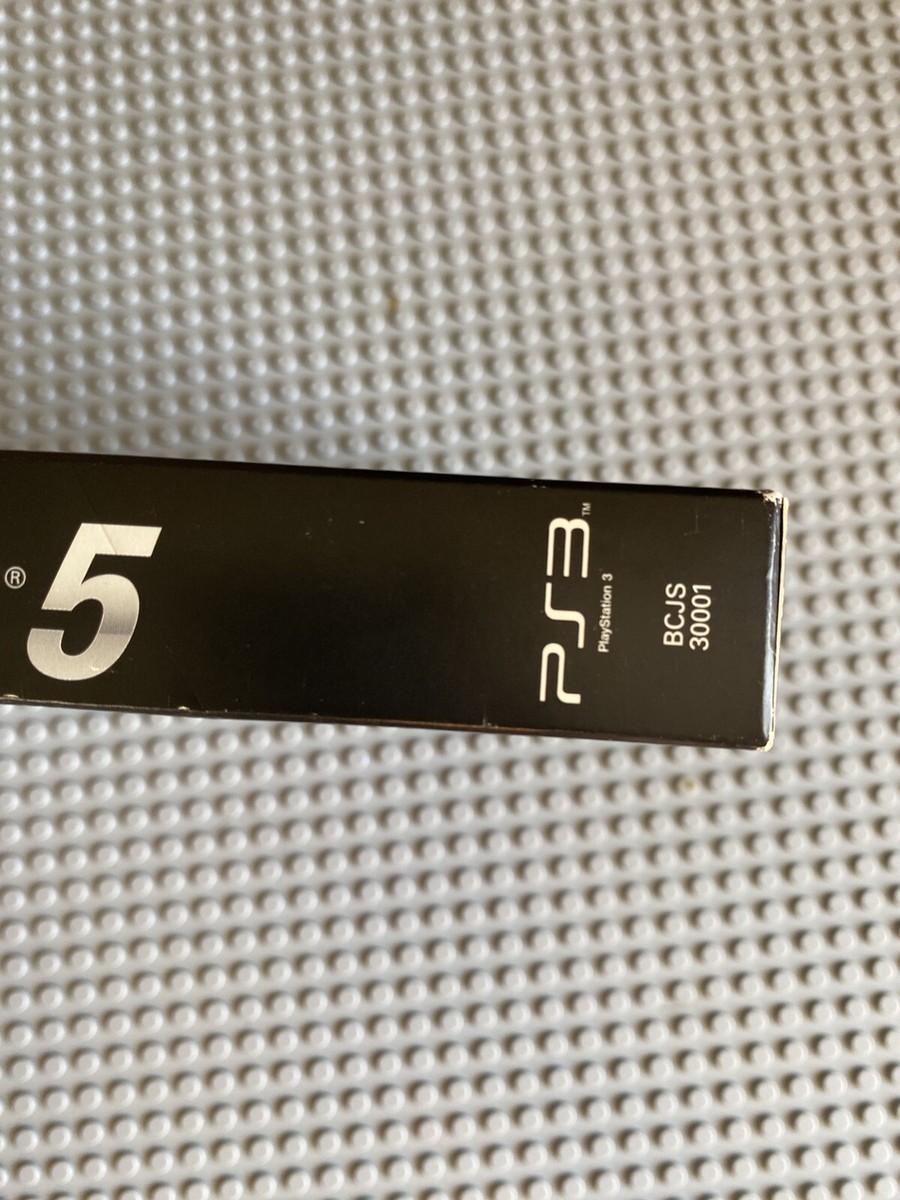 ® 5
PS3™
PlayStation 3
BCJS
30001